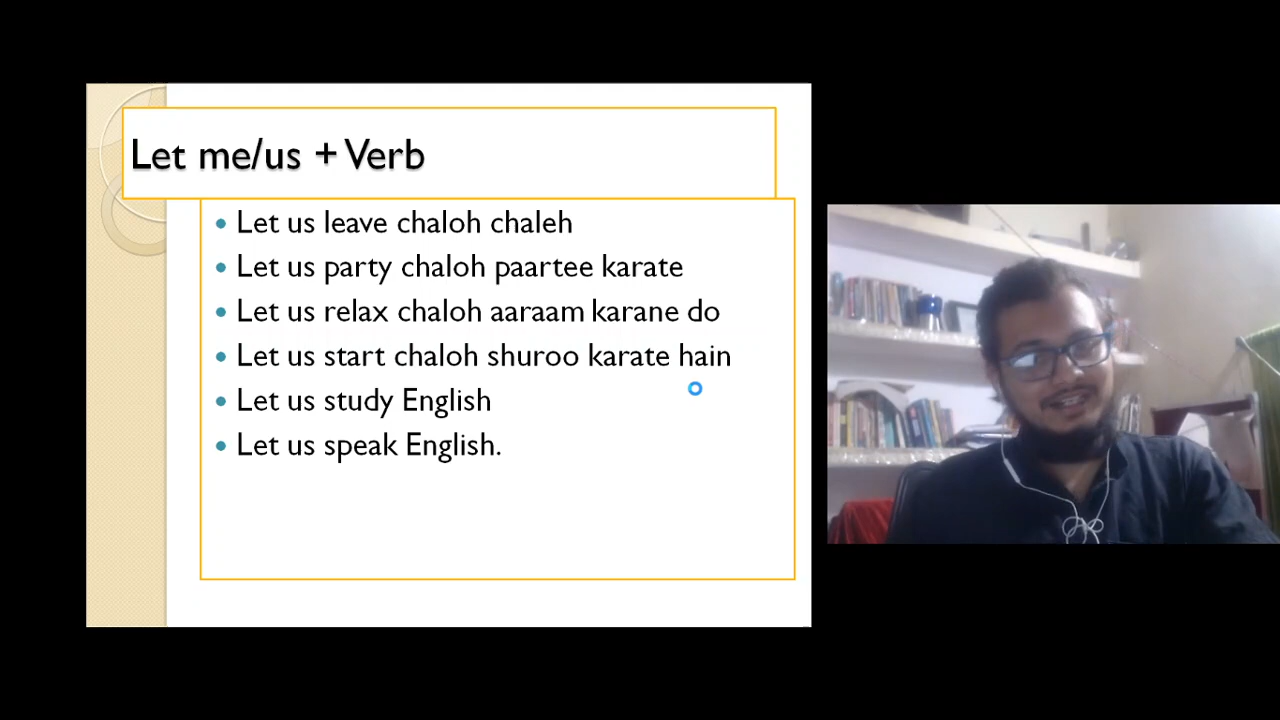 Let me/us + Verb
Let us leave chaloh chaleh
Let us party chaloh paartee karate
Let us relax chaloh aaraam karane do
Let us start chaloh shuroo karate hain
Let us study English
Let us speak English.